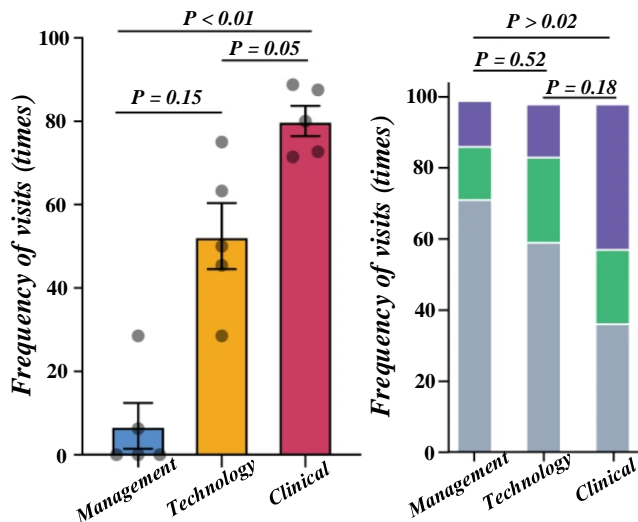 P < 0.01
P = 0.05
P = 0.15
Frequency of visits (times)
100
80
60
40
20
0
Management
Technology
Clinical
P > 0.02
P = 0.52
P = 0.18
Frequency of visits (times)
100
80
60
40
20
0
Management
Technology
Clinical